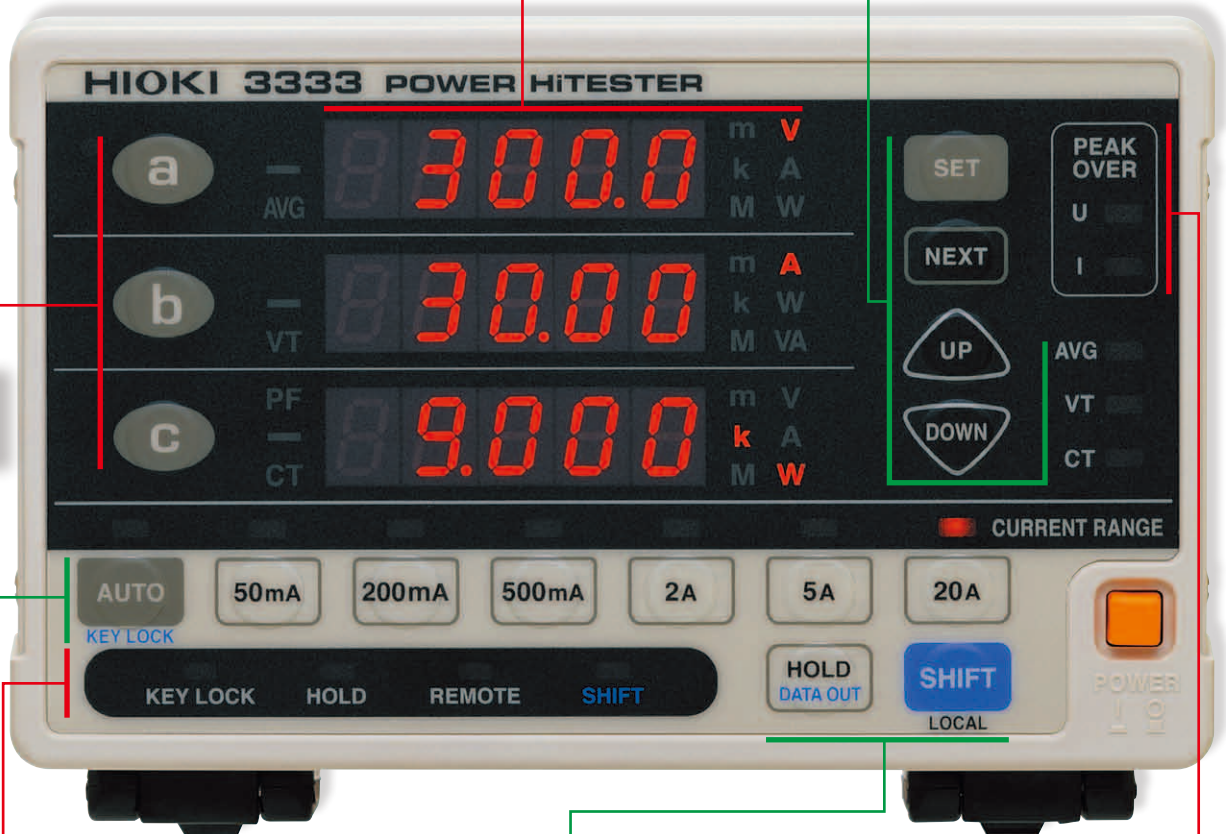 HIOKI 3333 POWER HiTESTER
a
AVG
300.0
m V
k A
M W
b
VT
30.00
m A
k W
M VA
c
PF
CT
9.000
m V
k A
M W
SET
NEXT
UP
DOWN
PEAK
OVER
U
I
AVG
VT
CT
CURRENT RANGE
AUTO
KEY LOCK
50mA
200mA
500mA
2A
5A
20A
KEY LOCK HOLD REMOTE SHIFT
HOLD
DATA OUT
SHIFT
LOCAL
POWER